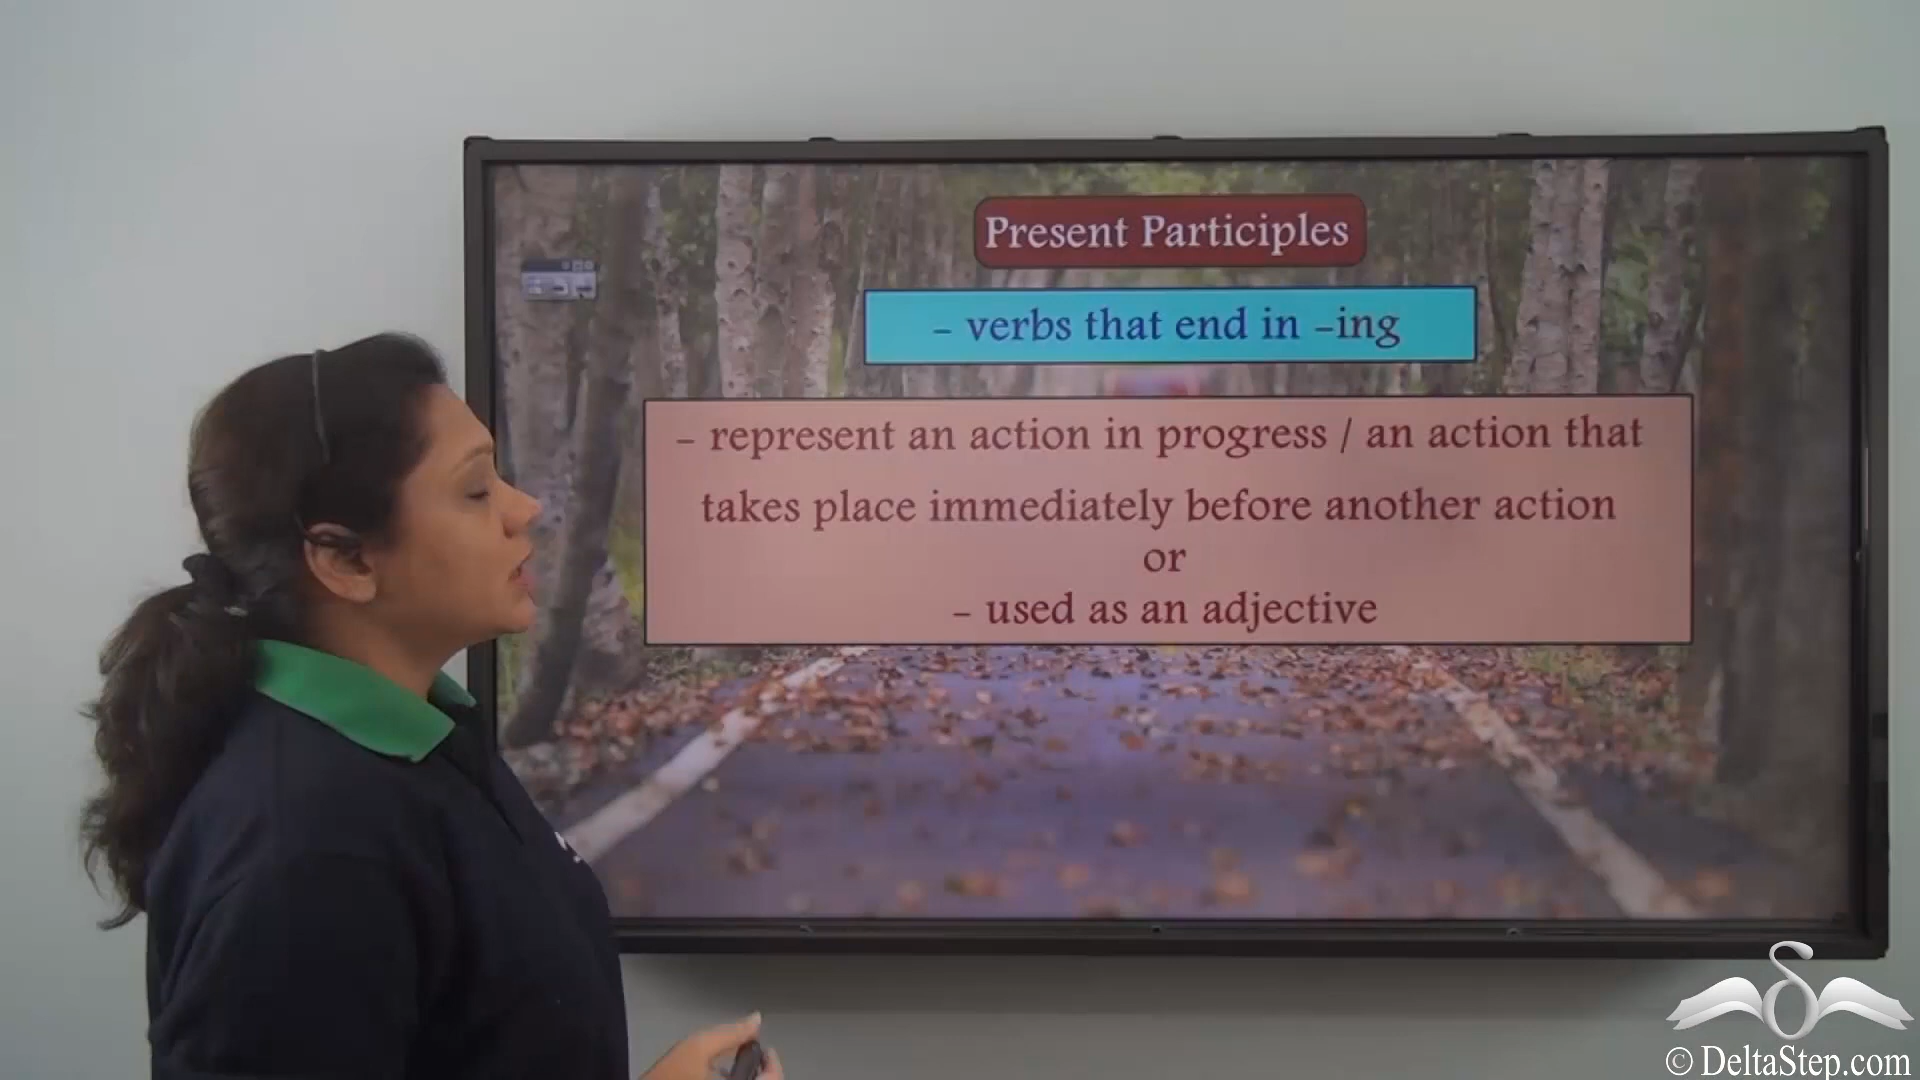 Present Participles
– verbs that end in –ing
– represent an action in progress / an action that
takes place immediately before another action
or
– used as an adjective
© DeltaStep.com